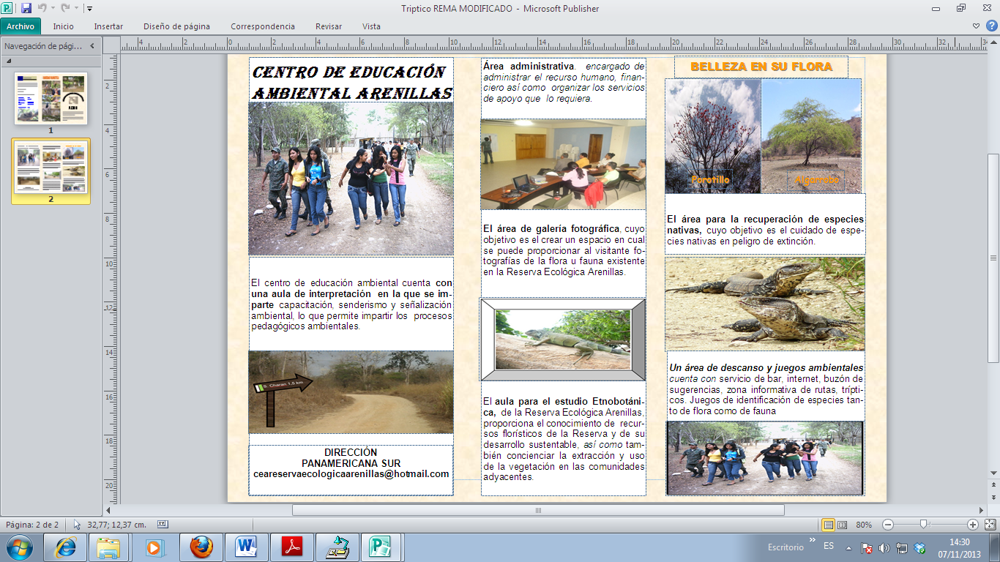 Triptico REMA MODIFICADO - Microsoft Publisher
Archivo
Inicio
Insertar
Diseño de página
Correspondencia
Revisar
Vista
Navegación de pági...
1
2
CENTRO DE EDUCACIÓN
AMBIENTAL ARENILLAS
El centro de educación ambiental cuenta con
una aula de interpretación en la que se im-
parte capacitación, senderismo y señalización
ambiental, lo que permite impartir los procesos
pedagógicos ambientales.
S. Charan 1,5 km
DIRECCIÓN
PANAMERICANA SUR
ceareservaecologicaarenillas@hotmail.com
Área administrativa. encargado de
administrar el recurso humano, finan-
ciero así como organizar los servicios
de apoyo que lo requiera.
El área de galería fotográfica, cuyo
objetivo es el crear un espacio en cual
se puede proporcionar al visitante fo-
tografías de la flora u fauna existente
en la Reserva Ecológica Arenillas.
El aula para el estudio Etnobotáni-
ca, de la Reserva Ecológica Arenillas,
proporciona el conocimiento de recur-
sos florísticos de la Reserva y de su
desarrollo sustentable, así como tam-
bién concienciar la extracción y uso
de la vegetación en las comunidades
adyacentes.
BELLEZA EN SU FLORA
Porotillo
Algarrobo
El área para la recuperación de especies
nativas, cuyo objetivo es el cuidado de espe-
cies nativas en peligro de extinción.
Un área de descanso y juegos ambientales
cuenta con servicio de bar, internet, buzón de
sugerencias, zona informativa de rutas, trípti-
cos. Juegos de identificación de especies tan-
to de flora como de fauna
Página: 2 de 2
32,77; 12,37 cm.
80%
Escritorio
ES
14:30
07/11/2013